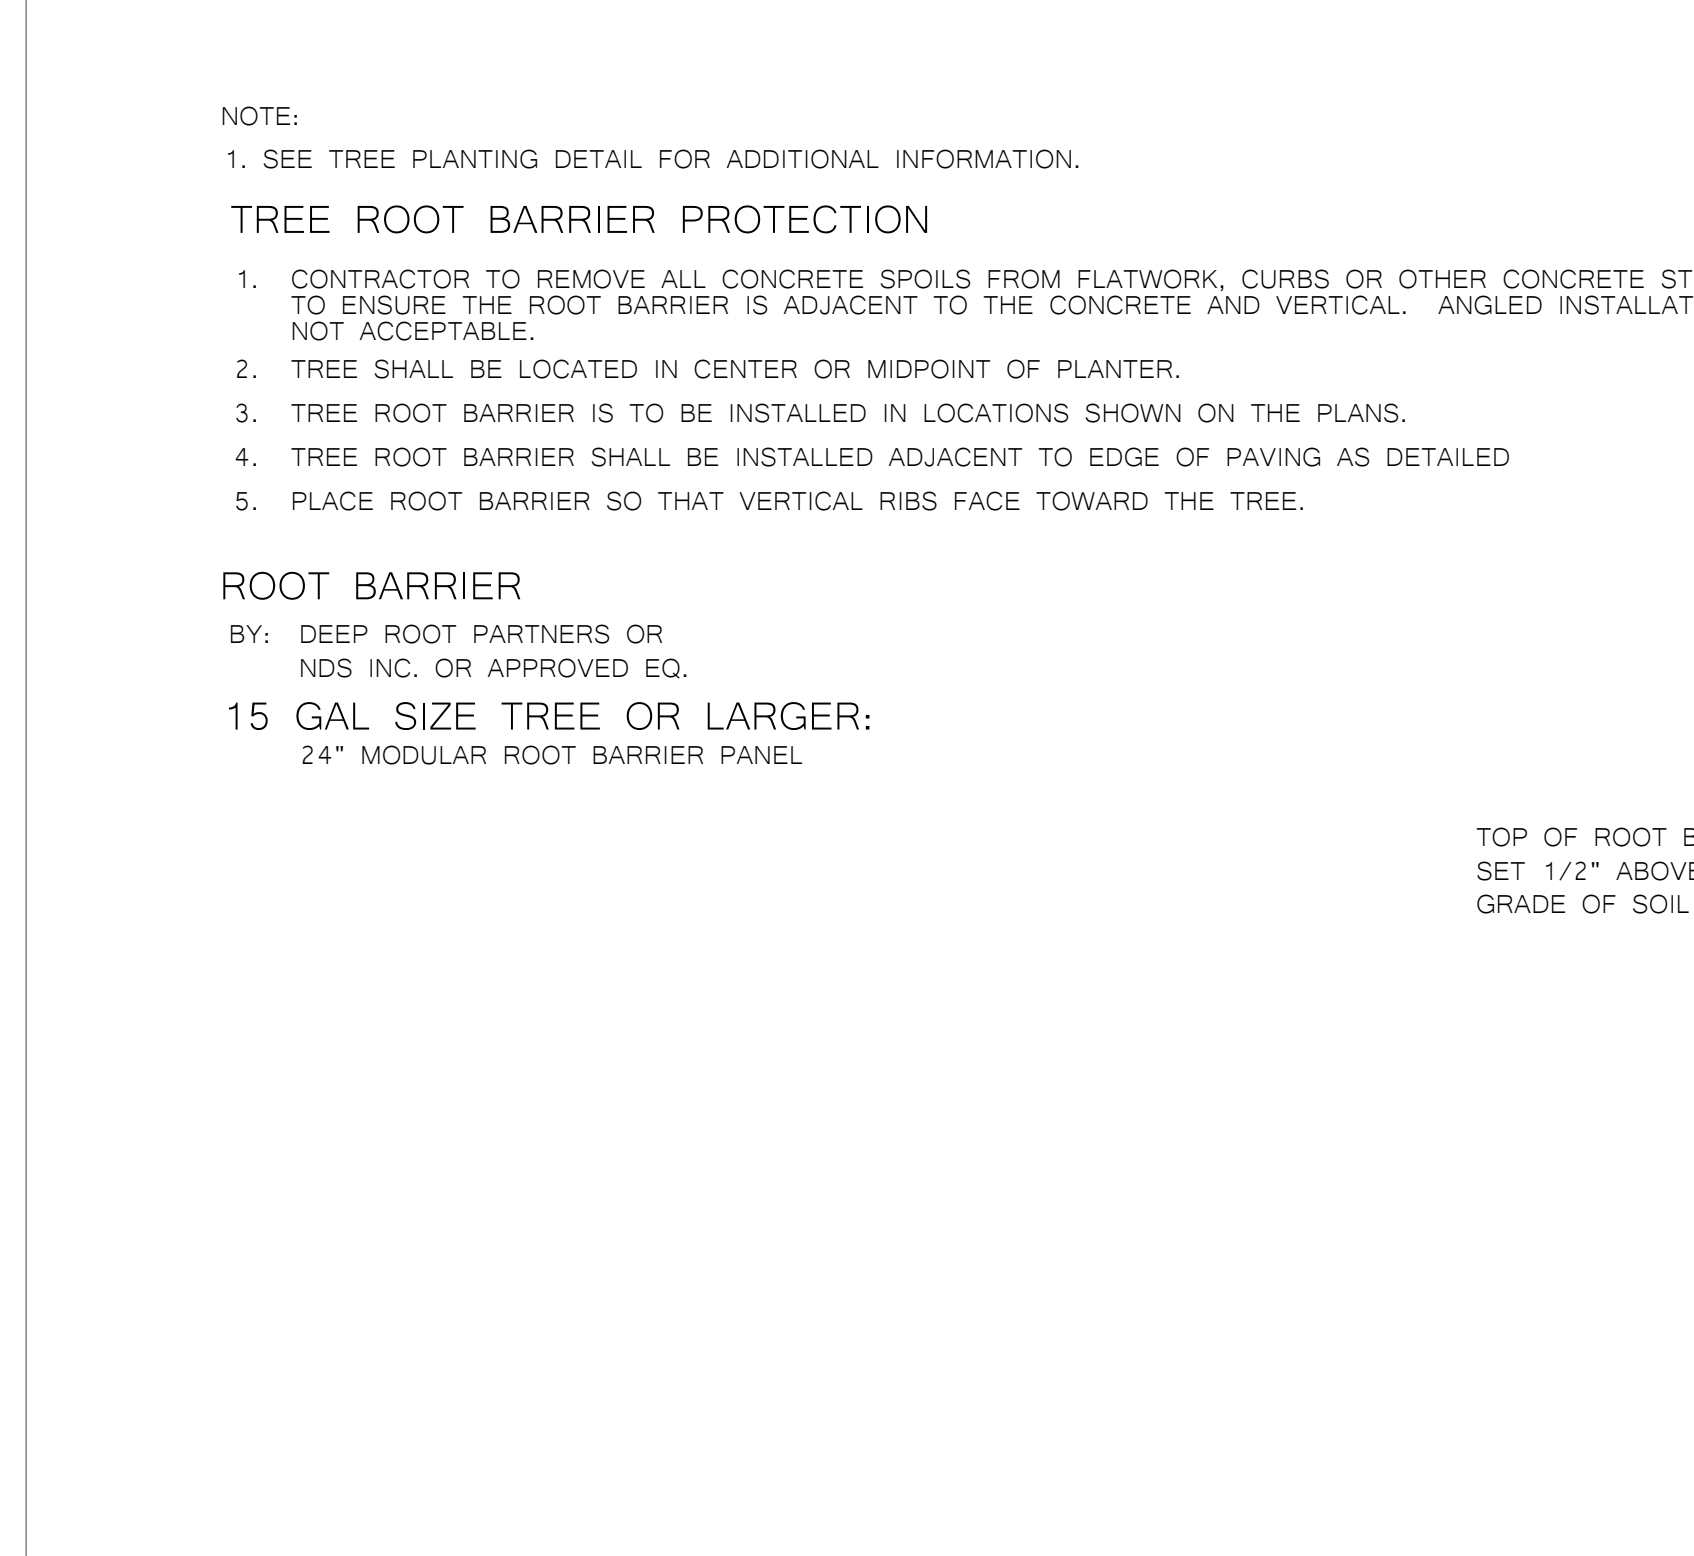 NOTE:
1. SEE TREE PLANTING DETAIL FOR ADDITIONAL INFORMATION.
TREE ROOT BARRIER PROTECTION
1. CONTRACTOR TO REMOVE ALL CONCRETE SPOILS FROM FLATWORK, CURBS OR OTHER CONCRETE ST
TO ENSURE THE ROOT BARRIER IS ADJACENT TO THE CONCRETE AND VERTICAL. ANGLED INSTALLAT
NOT ACCEPTABLE.
2. TREE SHALL BE LOCATED IN CENTER OR MIDPOINT OF PLANTER.
3. TREE ROOT BARRIER IS TO BE INSTALLED IN LOCATIONS SHOWN ON THE PLANS.
4. TREE ROOT BARRIER SHALL BE INSTALLED ADJACENT TO EDGE OF PAVING AS DETAILED
5. PLACE ROOT BARRIER SO THAT VERTICAL RIBS FACE TOWARD THE TREE.
ROOT BARRIER
BY: DEEP ROOT PARTNERS OR
NDS INC. OR APPROVED EQ.
15 GAL SIZE TREE OR LARGER:
24" MODULAR ROOT BARRIER PANEL
TOP OF ROOT B
SET 1/2" ABOVE
GRADE OF SOIL